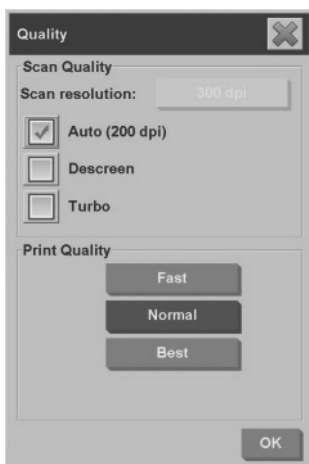 Quality
Scan Quality
Scan resolution: 300 dpi
Auto (200 dpi)
Descreen
Turbo
Print Quality
Fast
Normal
Best
OK